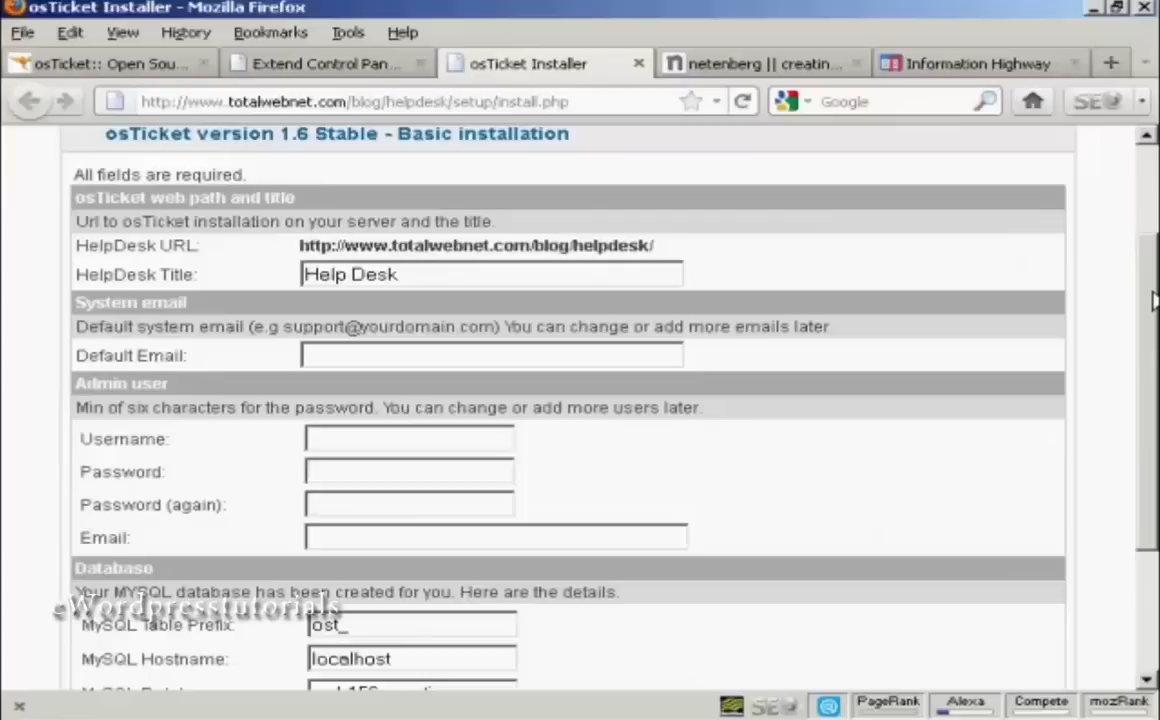 osTicket Installer - Mozilla Firefox
File Edit View History Bookmarks Tools Help
osTicket:: Open Sou... Extend Control Pan... osTicket Installer netenberg || creatin... Information Highway
http://www.totalwebnet.com/blog/helpdesk/setup/install.php Google SE
osTicket version 1.6 Stable - Basic installation
All fields are required.
osTicket web path and title
Url to osTicket installation on your server and the title.
HelpDesk URL: http://www.totalwebnet.com/blog/helpdesk/
HelpDesk Title: Help Desk
System email
Default system email (e.g support@yourdomain.com) You can change or add more emails later
Default Email:
Admin user
Min of six characters for the password. You can change or add more users later.
Username:
Password:
Password (again):
Email:
Database
Your MYSQL database has been created for you. Here are the details.
eWordpresstutorials
MySQL Table Prefix: ost_
MySQL Hostname: localhost
SE PageRank Alexa Compete mozRank